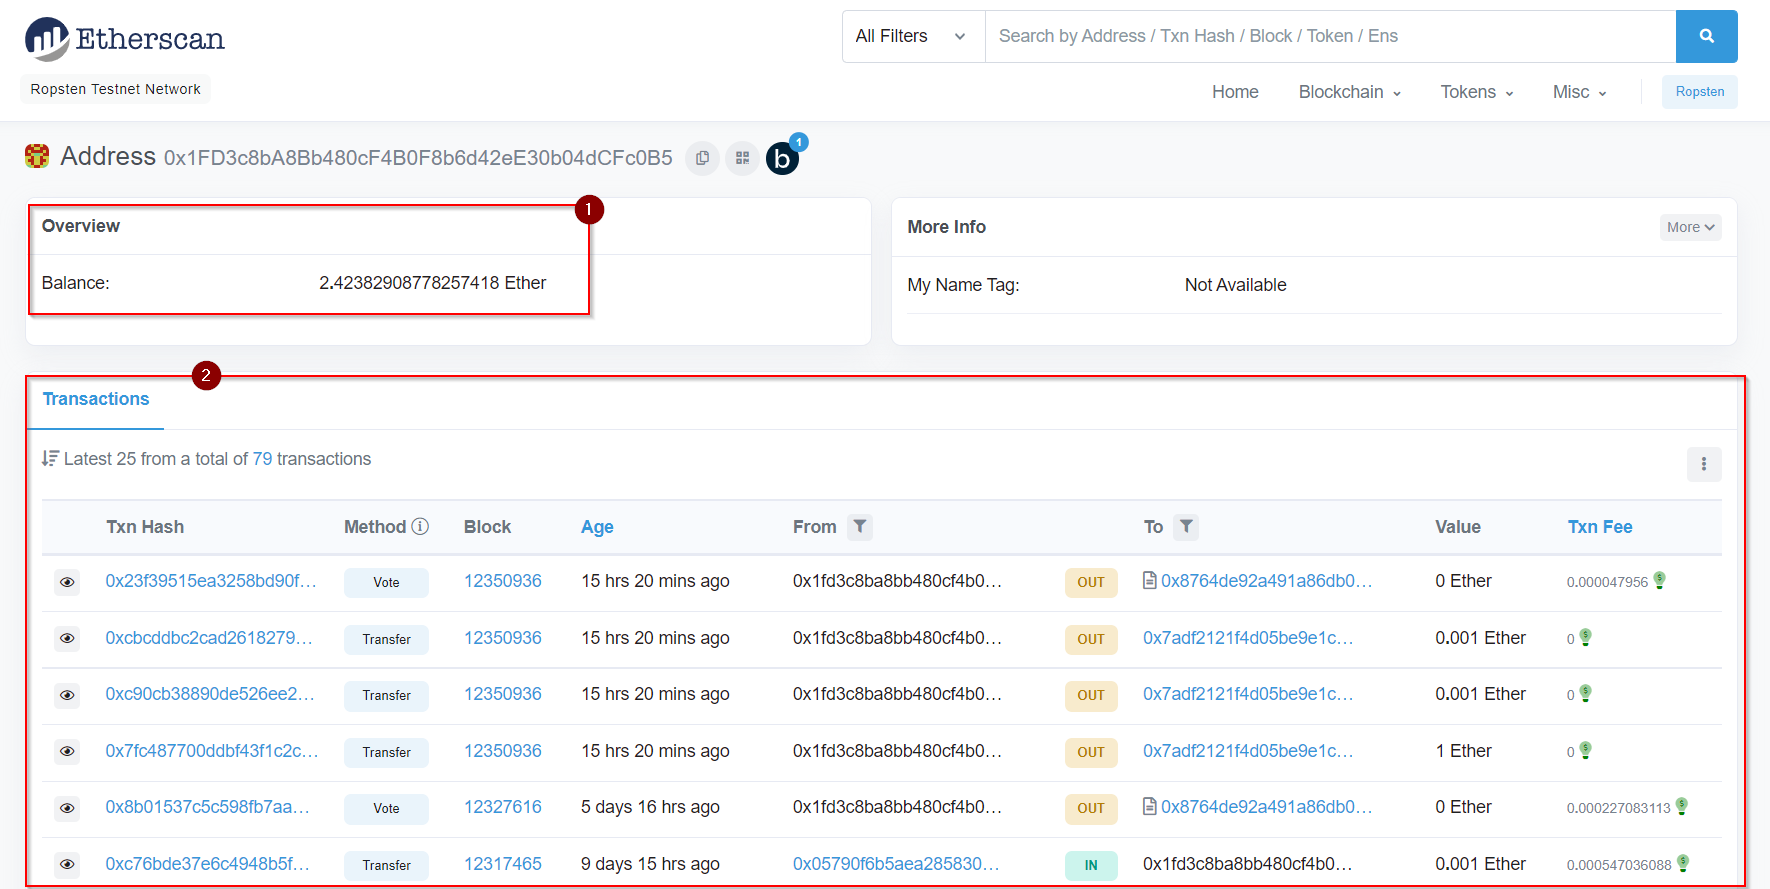 Etherscan
All Filters Search by Address / Txn Hash / Block / Token / Ens
Ropsten Testnet Network
Home Blockchain Tokens Misc Ropsten
Address 0x1FD3c8bA8Bb480cF4B0F8b6d42eE30b04dCFc0B5 b 1
1
Overview
Balance: 2.42382908778257418 Ether
More Info More
My Name Tag: Not Available
2
Transactions
Latest 25 from a total of 79 transactions
Txn Hash Method Block Age From To Value Txn Fee
0x23f39515ea3258bd90f... Vote 12350936 15 hrs 20 mins ago 0x1fd3c8ba8bb480cf4b0... OUT 0x8764de92a491a86db0... 0 Ether 0.000047956
0xcbcddbc2cad2618279... Transfer 12350936 15 hrs 20 mins ago 0x1fd3c8ba8bb480cf4b0... OUT 0x7adf2121f4d05be9e1c... 0.001 Ether 0
0xc90cb38890de526ee2... Transfer 12350936 15 hrs 20 mins ago 0x1fd3c8ba8bb480cf4b0... OUT 0x7adf2121f4d05be9e1c... 0.001 Ether 0
0x7fc487700ddbf43f1c2c... Transfer 12350936 15 hrs 20 mins ago 0x1fd3c8ba8bb480cf4b0... OUT 0x7adf2121f4d05be9e1c... 1 Ether 0
0x8b01537c5c598fb7aa... Vote 12327616 5 days 16 hrs ago 0x1fd3c8ba8bb480cf4b0... OUT 0x8764de92a491a86db0... 0 Ether 0.000227083113
0xc76bde37e6c4948b5f... Transfer 12317465 9 days 15 hrs ago 0x05790f6b5aea285830... IN 0x1fd3c8ba8bb480cf4b0... 0.001 Ether 0.000547036088